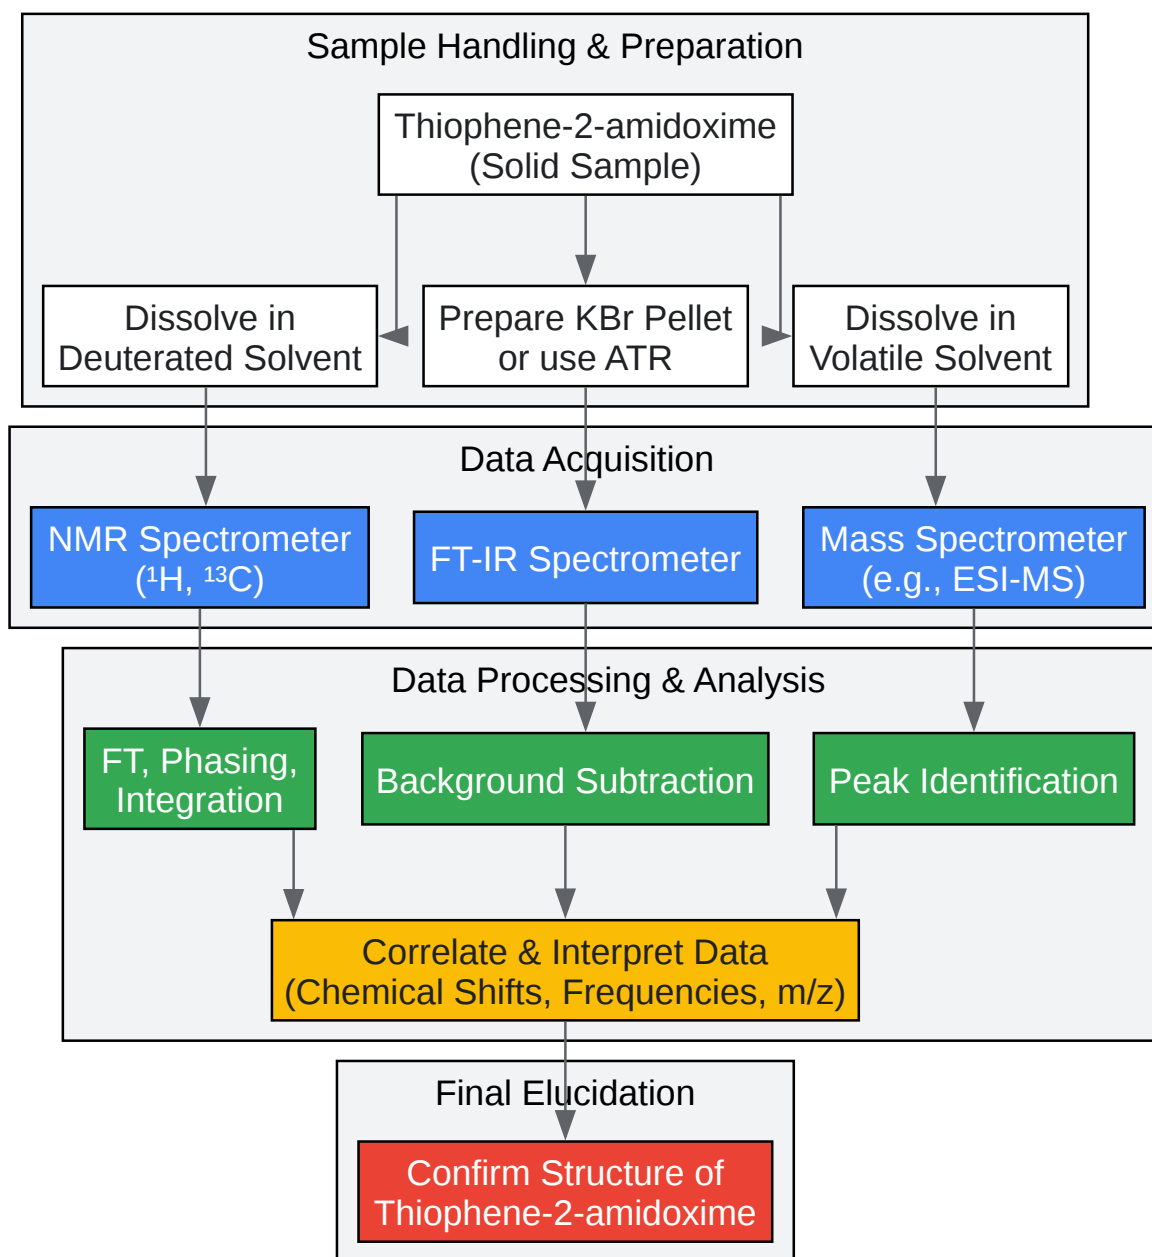 Sample Handling & Preparation
Thiophene-2-amidoxime
(Solid Sample)
Dissolve in
Deuterated Solvent
Prepare KBr Pellet
or use ATR
Dissolve in
Volatile Solvent
Data Acquisition
NMR Spectrometer
(¹H, ¹³C)
FT-IR Spectrometer
Mass Spectrometer
(e.g., ESI-MS)
Data Processing & Analysis
FT, Phasing,
Integration
Background Subtraction
Peak Identification
Correlate & Interpret Data
(Chemical Shifts, Frequencies, m/z)
Final Elucidation
Confirm Structure of
Thiophene-2-amidoxime